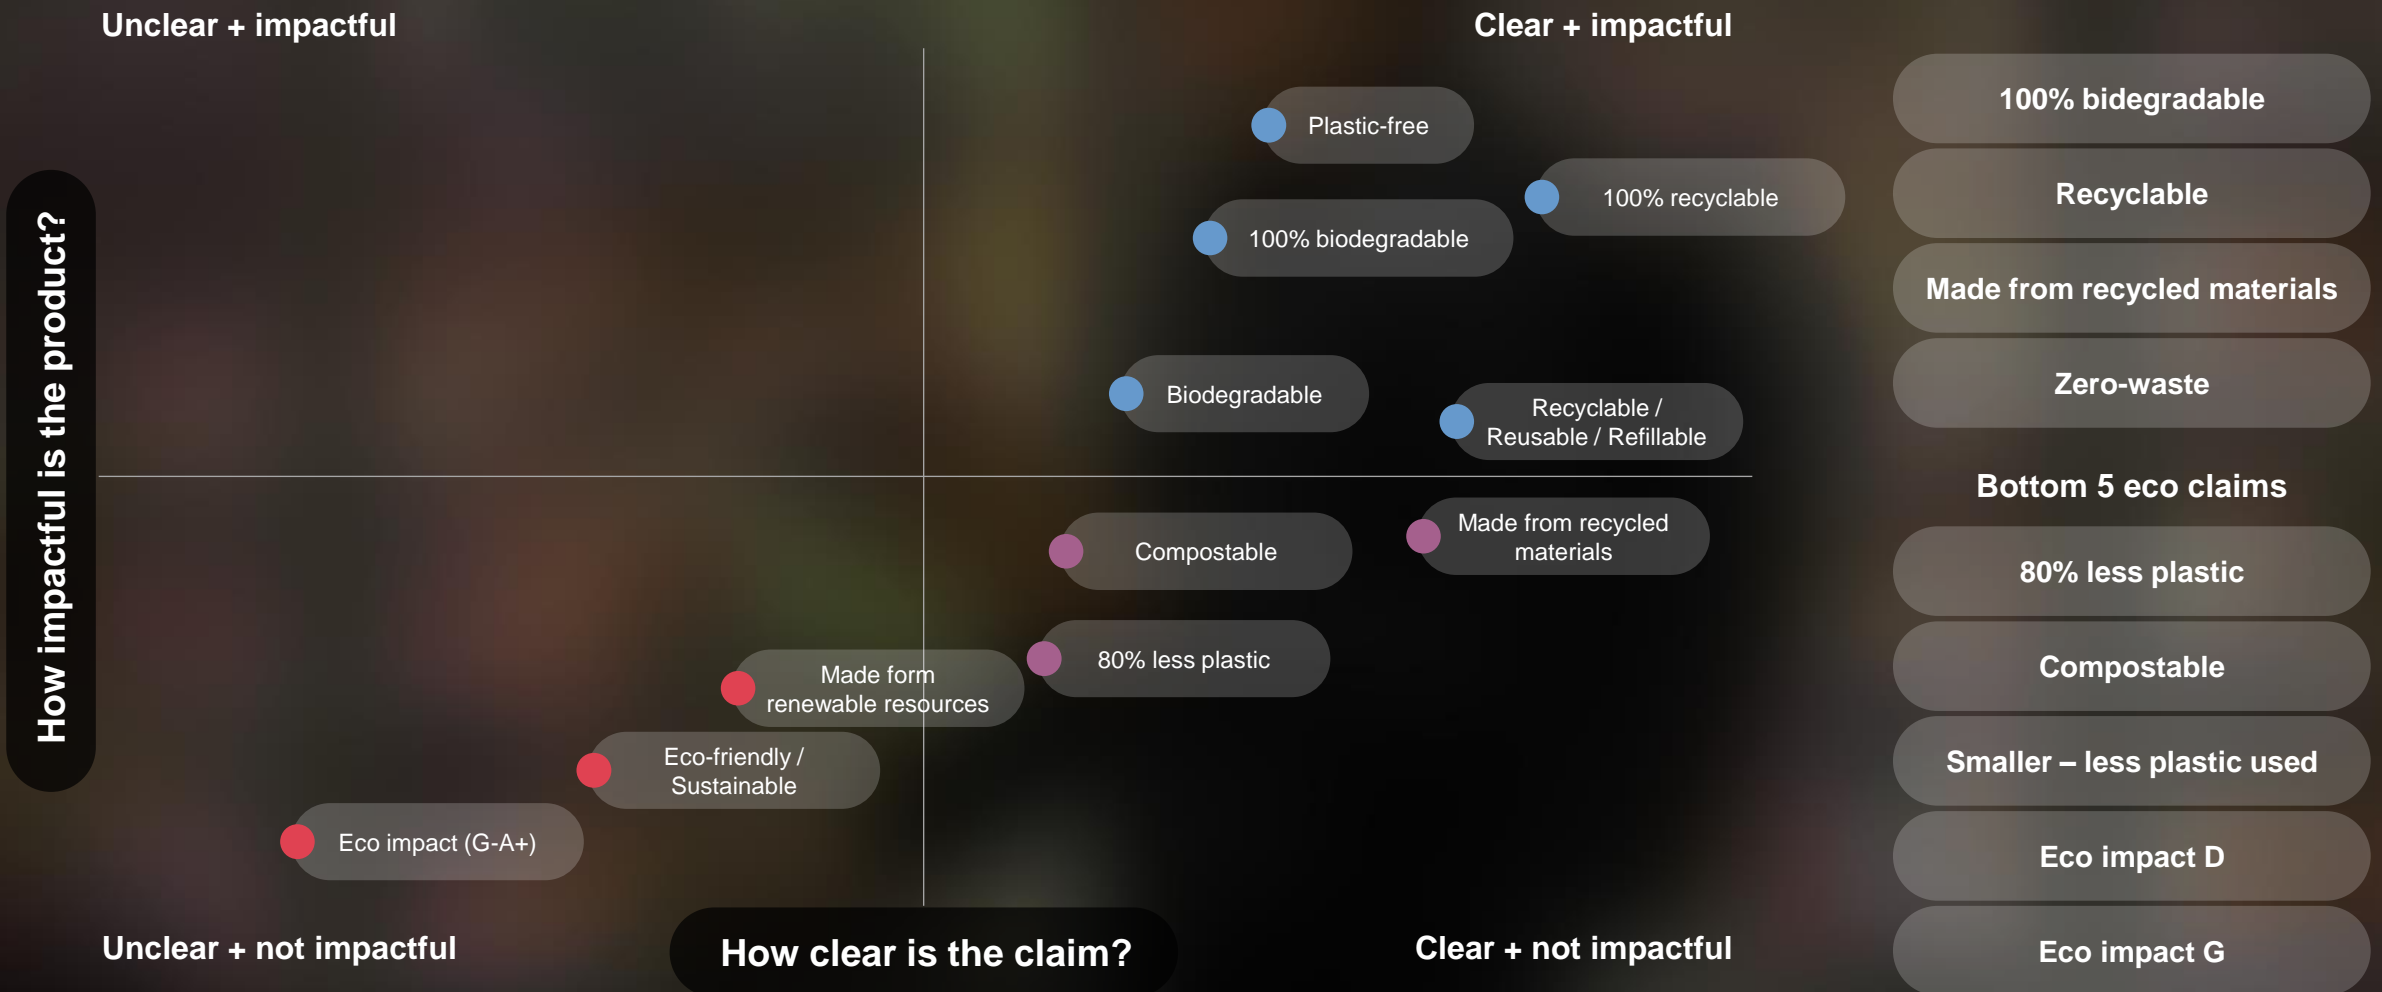 Unclear + impactful
Clear + impactful
How impactful is the product?
Plastic-free
100% recyclable
100% biodegradable
Biodegradable
Recyclable /
Reusable / Refillable
Made from recycled
materials
Compostable
80% less plastic
Made form
renewable resources
Eco-friendly /
Sustainable
Eco impact (G-A+)
Unclear + not impactful
How clear is the claim?
Clear + not impactful
100% bidegradable
Recyclable
Made from recycled materials
Zero-waste
Bottom 5 eco claims
80% less plastic
Compostable
Smaller – less plastic used
Eco impact D
Eco impact G